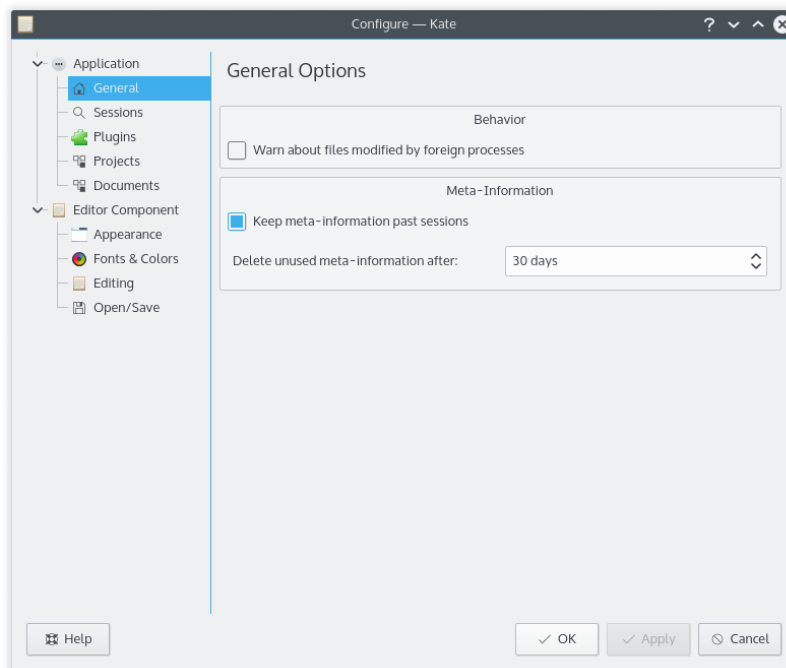 Configure — Kate
Application
General
Sessions
Plugins
Projects
Documents
Editor Component
Appearance
Fonts & Colors
Editing
Open/Save
General Options
Behavior
Warn about files modified by foreign processes
Meta-Information
Keep meta-information past sessions
Delete unused meta-information after: 30 days
Help OK Apply Cancel